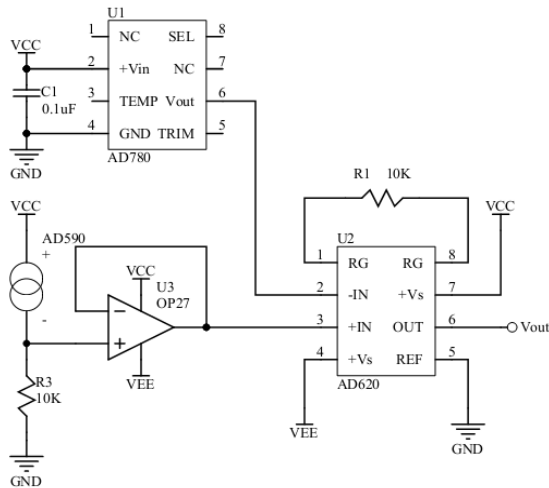 U1
1 NC SEL 8
VCC
2 +Vin NC 7
C1
0.1uF
3 TEMP Vout 6
4 GND TRIM 5
AD780
GND
R1 10K
VCC
VCC
AD590
+
-
U3
OP27
VCC
-
+
VEE
R3
10K
GND
U2
1 RG RG 8
2 -IN +Vs 7
3 +IN OUT 6
Vout
4 +Vs REF 5
AD620
VEE
GND